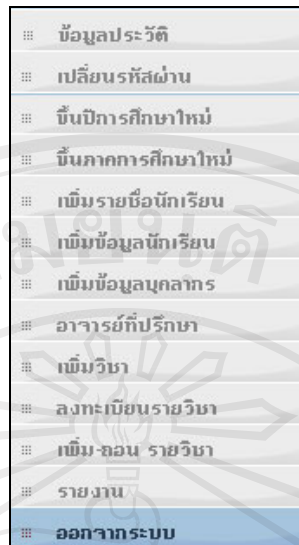 ข้อมูลประวัติ
เปลี่ยนรหัสผ่าน
ขึ้นปีการศึกษาใหม่
ขึ้นภาคการศึกษาใหม่
เพิ่มรายชื่อนักเรียน
เพิ่มข้อมูลนักเรียน
เพิ่มข้อมูลบุคลากร
อาจารย์ที่ปรึกษา
เพิ่มวิชา
ลงทะเบียนรายวิชา
เพิ่ม-ถอน รายวิชา
รายงาน
ออกจากระบบ